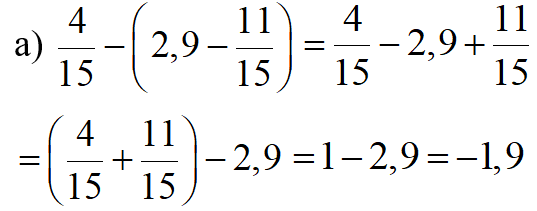 a) 4/15 − (2,9 − 11/15) = 4/15 − 2,9 + 11/15
= (4/15 + 11/15) − 2,9 = 1 − 2,9 = −1,9